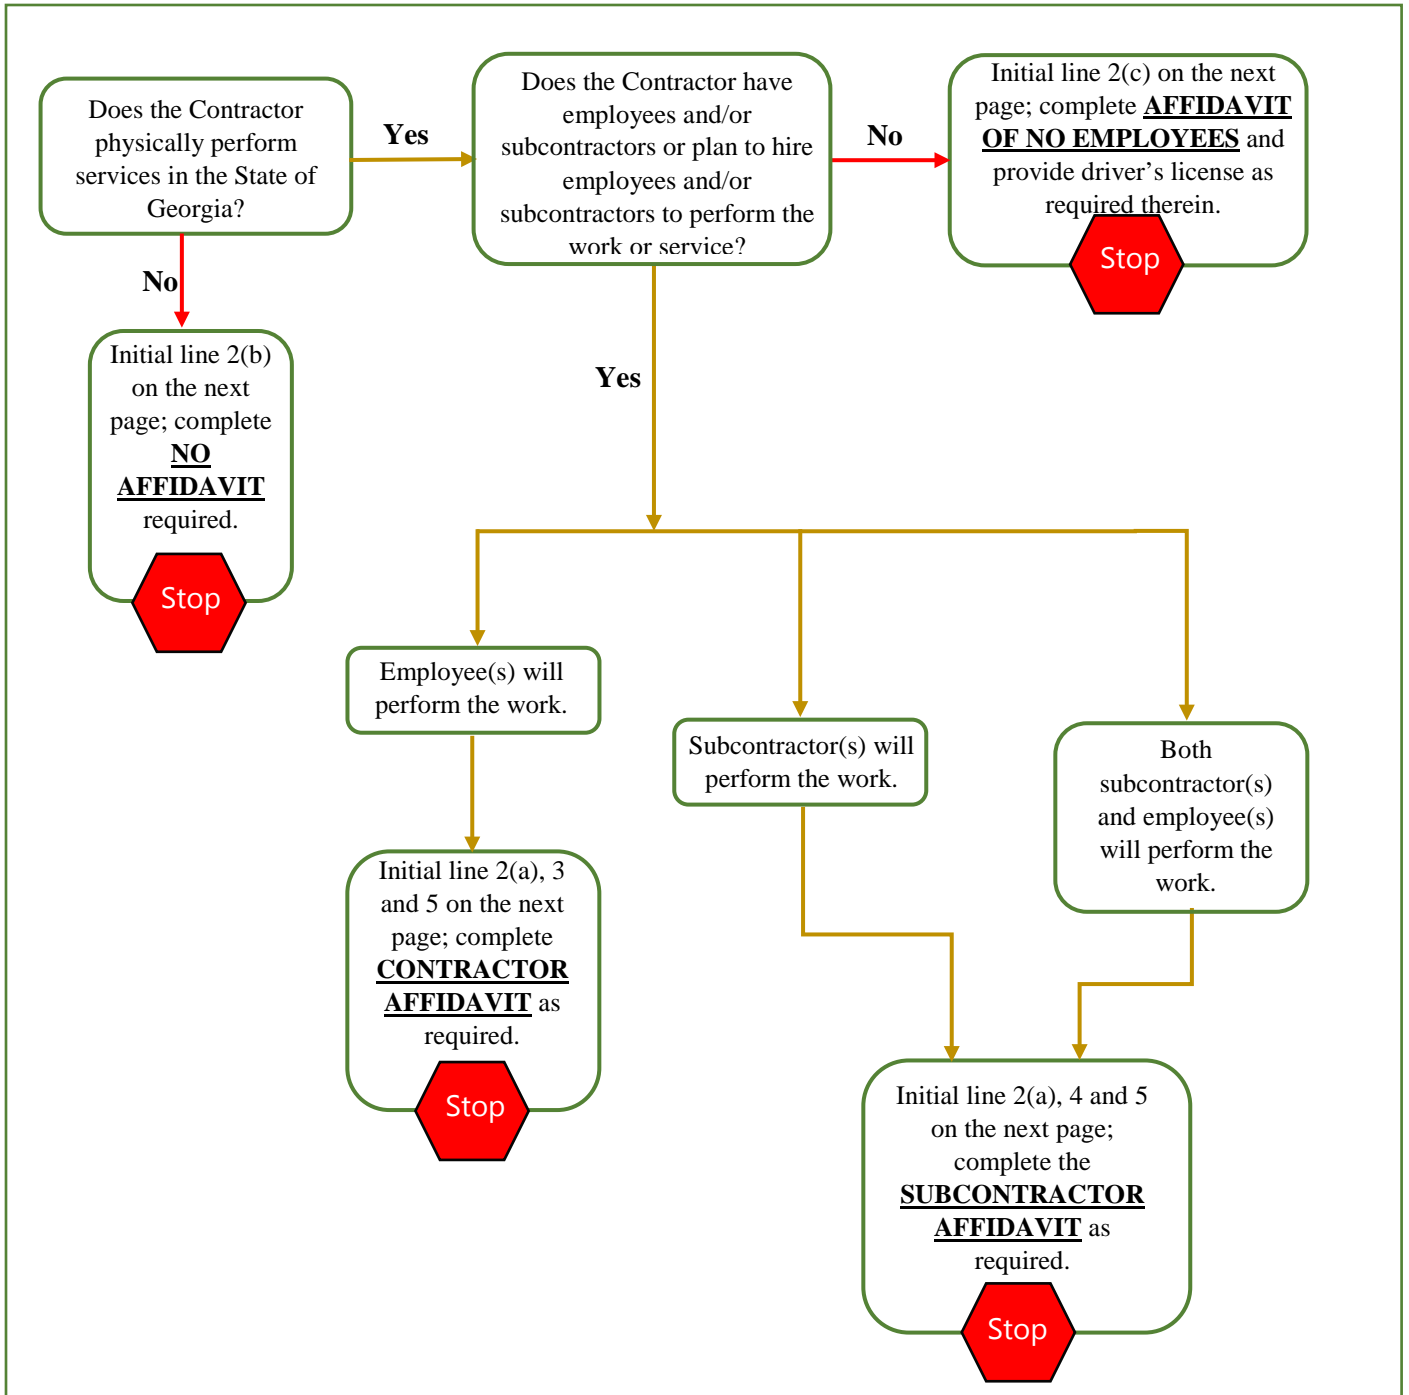 Does the Contractor
physically perform
services in the State of
Georgia?
Yes
Does the Contractor have
employees and/or
subcontractors or plan to hire
employees and/or
subcontractors to perform the
work or service?
No
Initial line 2(c) on the next
page; complete AFFIDAVIT
OF NO EMPLOYEES and
provide driver’s license as
required therein.
Stop
No
Initial line 2(b)
on the next
page; complete
NO
AFFIDAVIT
required.
Stop
Yes
Employee(s) will
perform the work.
Subcontractor(s) will
perform the work.
Both
subcontractor(s)
and employee(s)
will perform the
work.
Initial line 2(a), 3
and 5 on the next
page; complete
CONTRACTOR
AFFIDAVIT as
required.
Stop
Initial line 2(a), 4 and 5
on the next page;
complete the
SUBCONTRACTOR
AFFIDAVIT as
required.
Stop